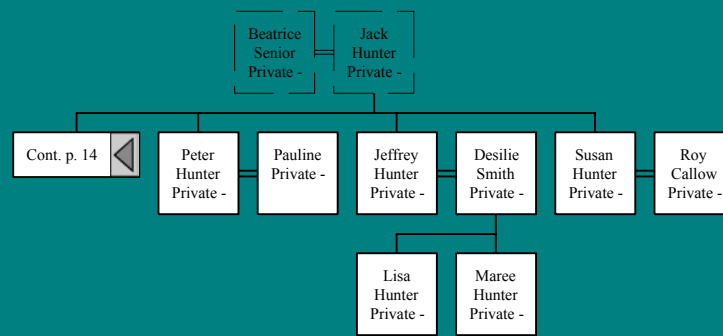 Beatrice
Senior
Private -
Jack
Hunter
Private -
Cont. p. 14
Peter
Hunter
Private -
Pauline
Private -
Jeffrey
Hunter
Private -
Desilie
Smith
Private -
Susan
Hunter
Private -
Roy
Callow
Private -
Lisa
Hunter
Private -
Maree
Hunter
Private -